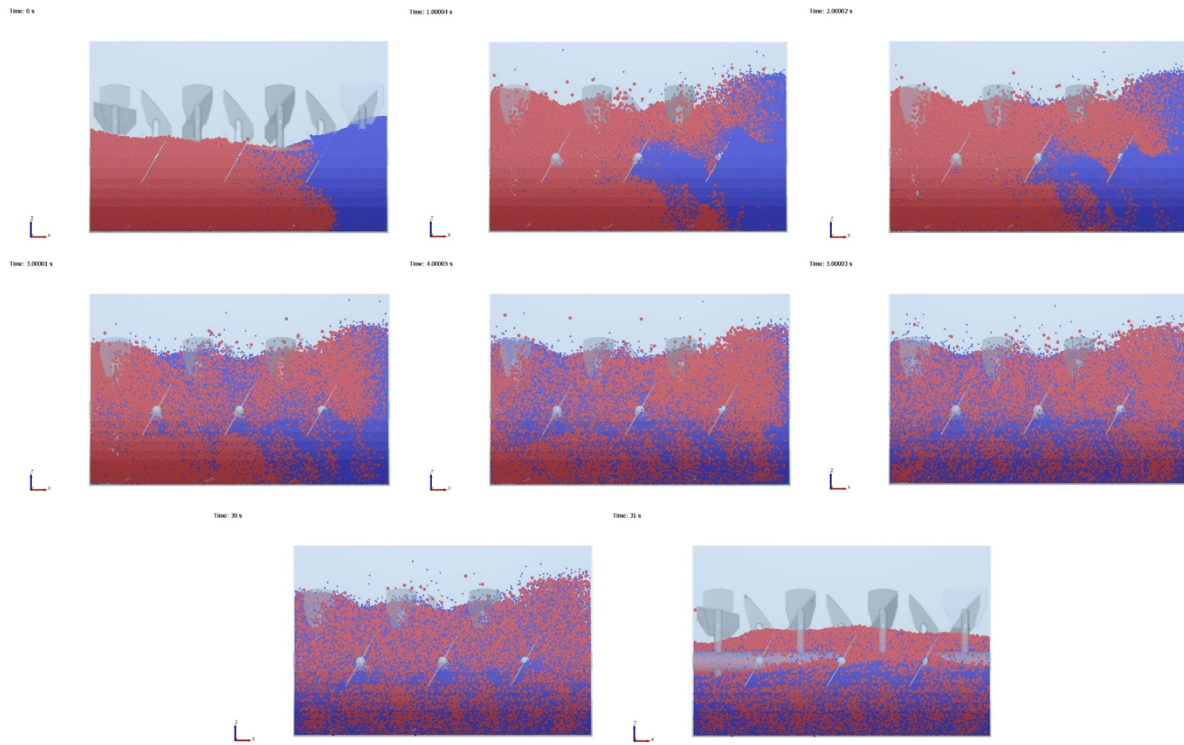 Time: 0 s
Time: 1.00004 s
Time: 2.00002 s
Z
X
Z
X
Z
X
Time: 3.00001 s
Time: 4.00005 s
Time: 5.00003 s
Z
X
Z
X
Z
X
Time: 30 s
Time: 31 s
Z
X
Z
X